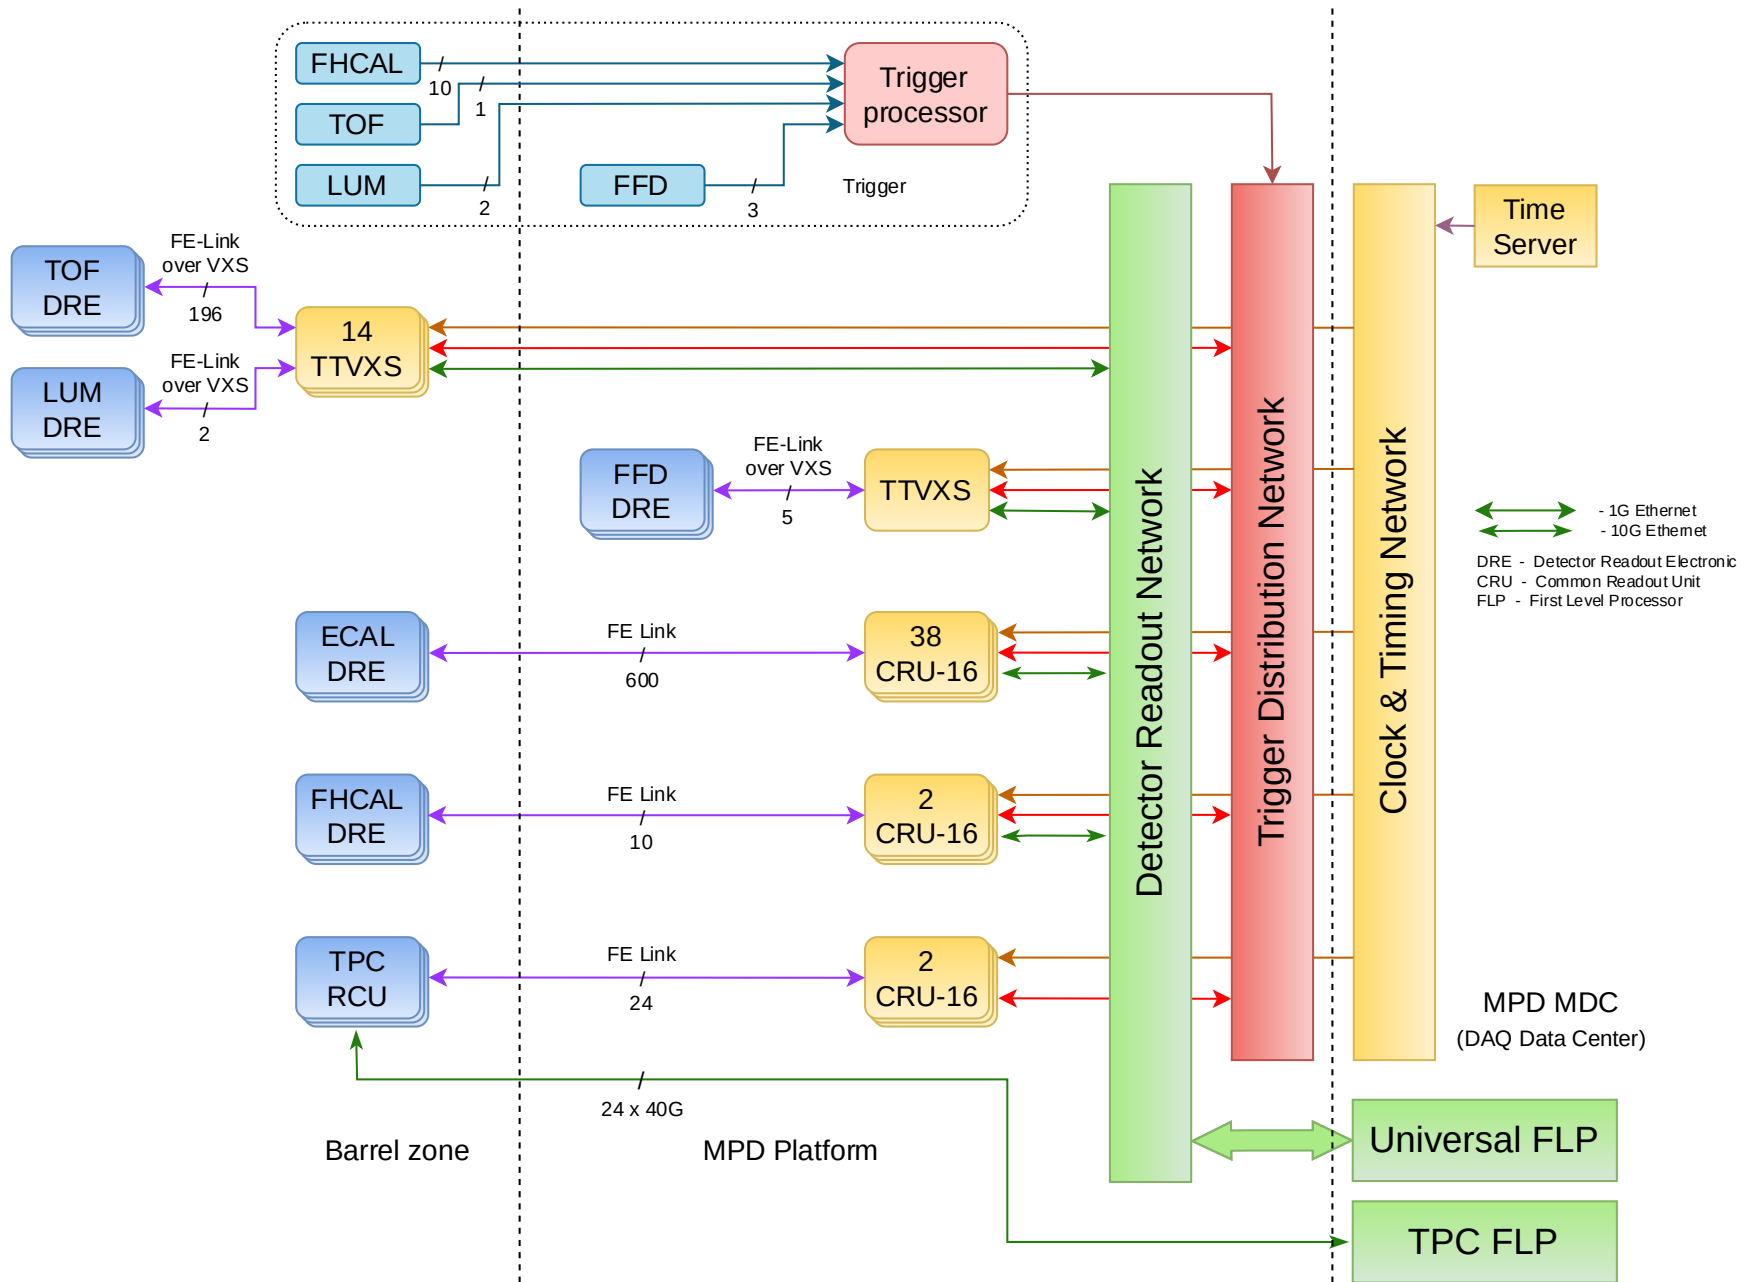 FHCAL
10
1
TOF
LUM
2
FFD
3
Trigger
processor
Trigger
Time
Server
TOF
DRE
FE-Link
over VXS
196
LUM
DRE
FE-Link
over VXS
2
14
TTVXS
FFD
DRE
FE-Link
over VXS
5
TTVXS
ECAL
DRE
FE Link
600
38
CRU-16
FHCAL
DRE
FE Link
10
2
CRU-16
TPC
RCU
FE Link
24
2
CRU-16
24 x 40G
Detector Readout Network
Trigger Distribution Network
Clock & Timing Network
- 1G Ethernet
- 10G Ethernet
DRE - Detector Readout Electronic
CRU - Common Readout Unit
FLP - First Level Processor
MPD MDC
(DAQ Data Center)
Barrel zone
MPD Platform
Universal FLP
TPC FLP